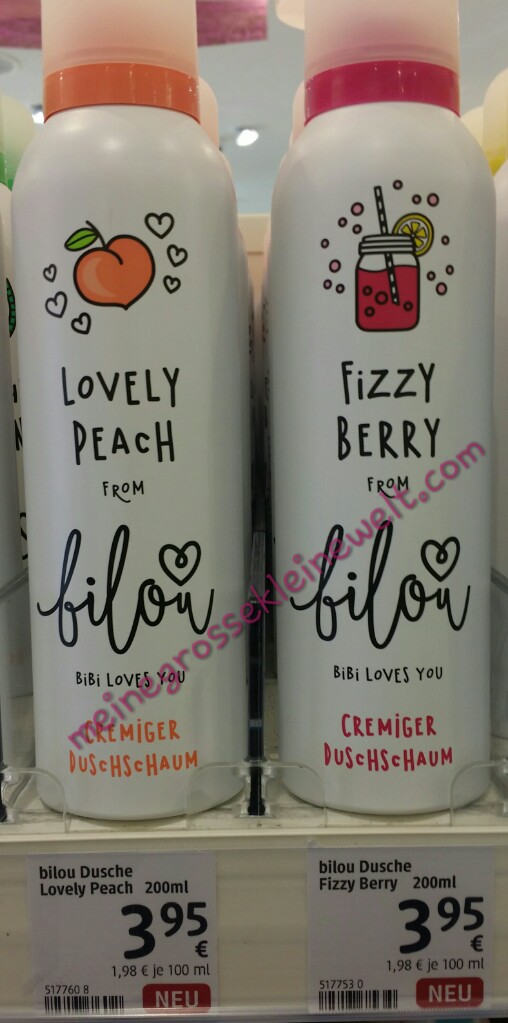 LOVELY
PEACH
FROM
bilou
BiBi LOVES YOU
CREMiGER
DUSCHSCHAUM
FiZZY
BERRY
FROM
bilou
BiBi LOVES YOU
CREMiGER
DUSCHSCHAUM
meinegrossekleinewelt.com
bilou Dusche
Lovely Peach 200ml
3 95
€
1,98 € je 100 ml
517760 8
NEU
bilou Dusche
Fizzy Berry 200ml
3 95
€
1,98 € je 100 ml
517753 0
NEU